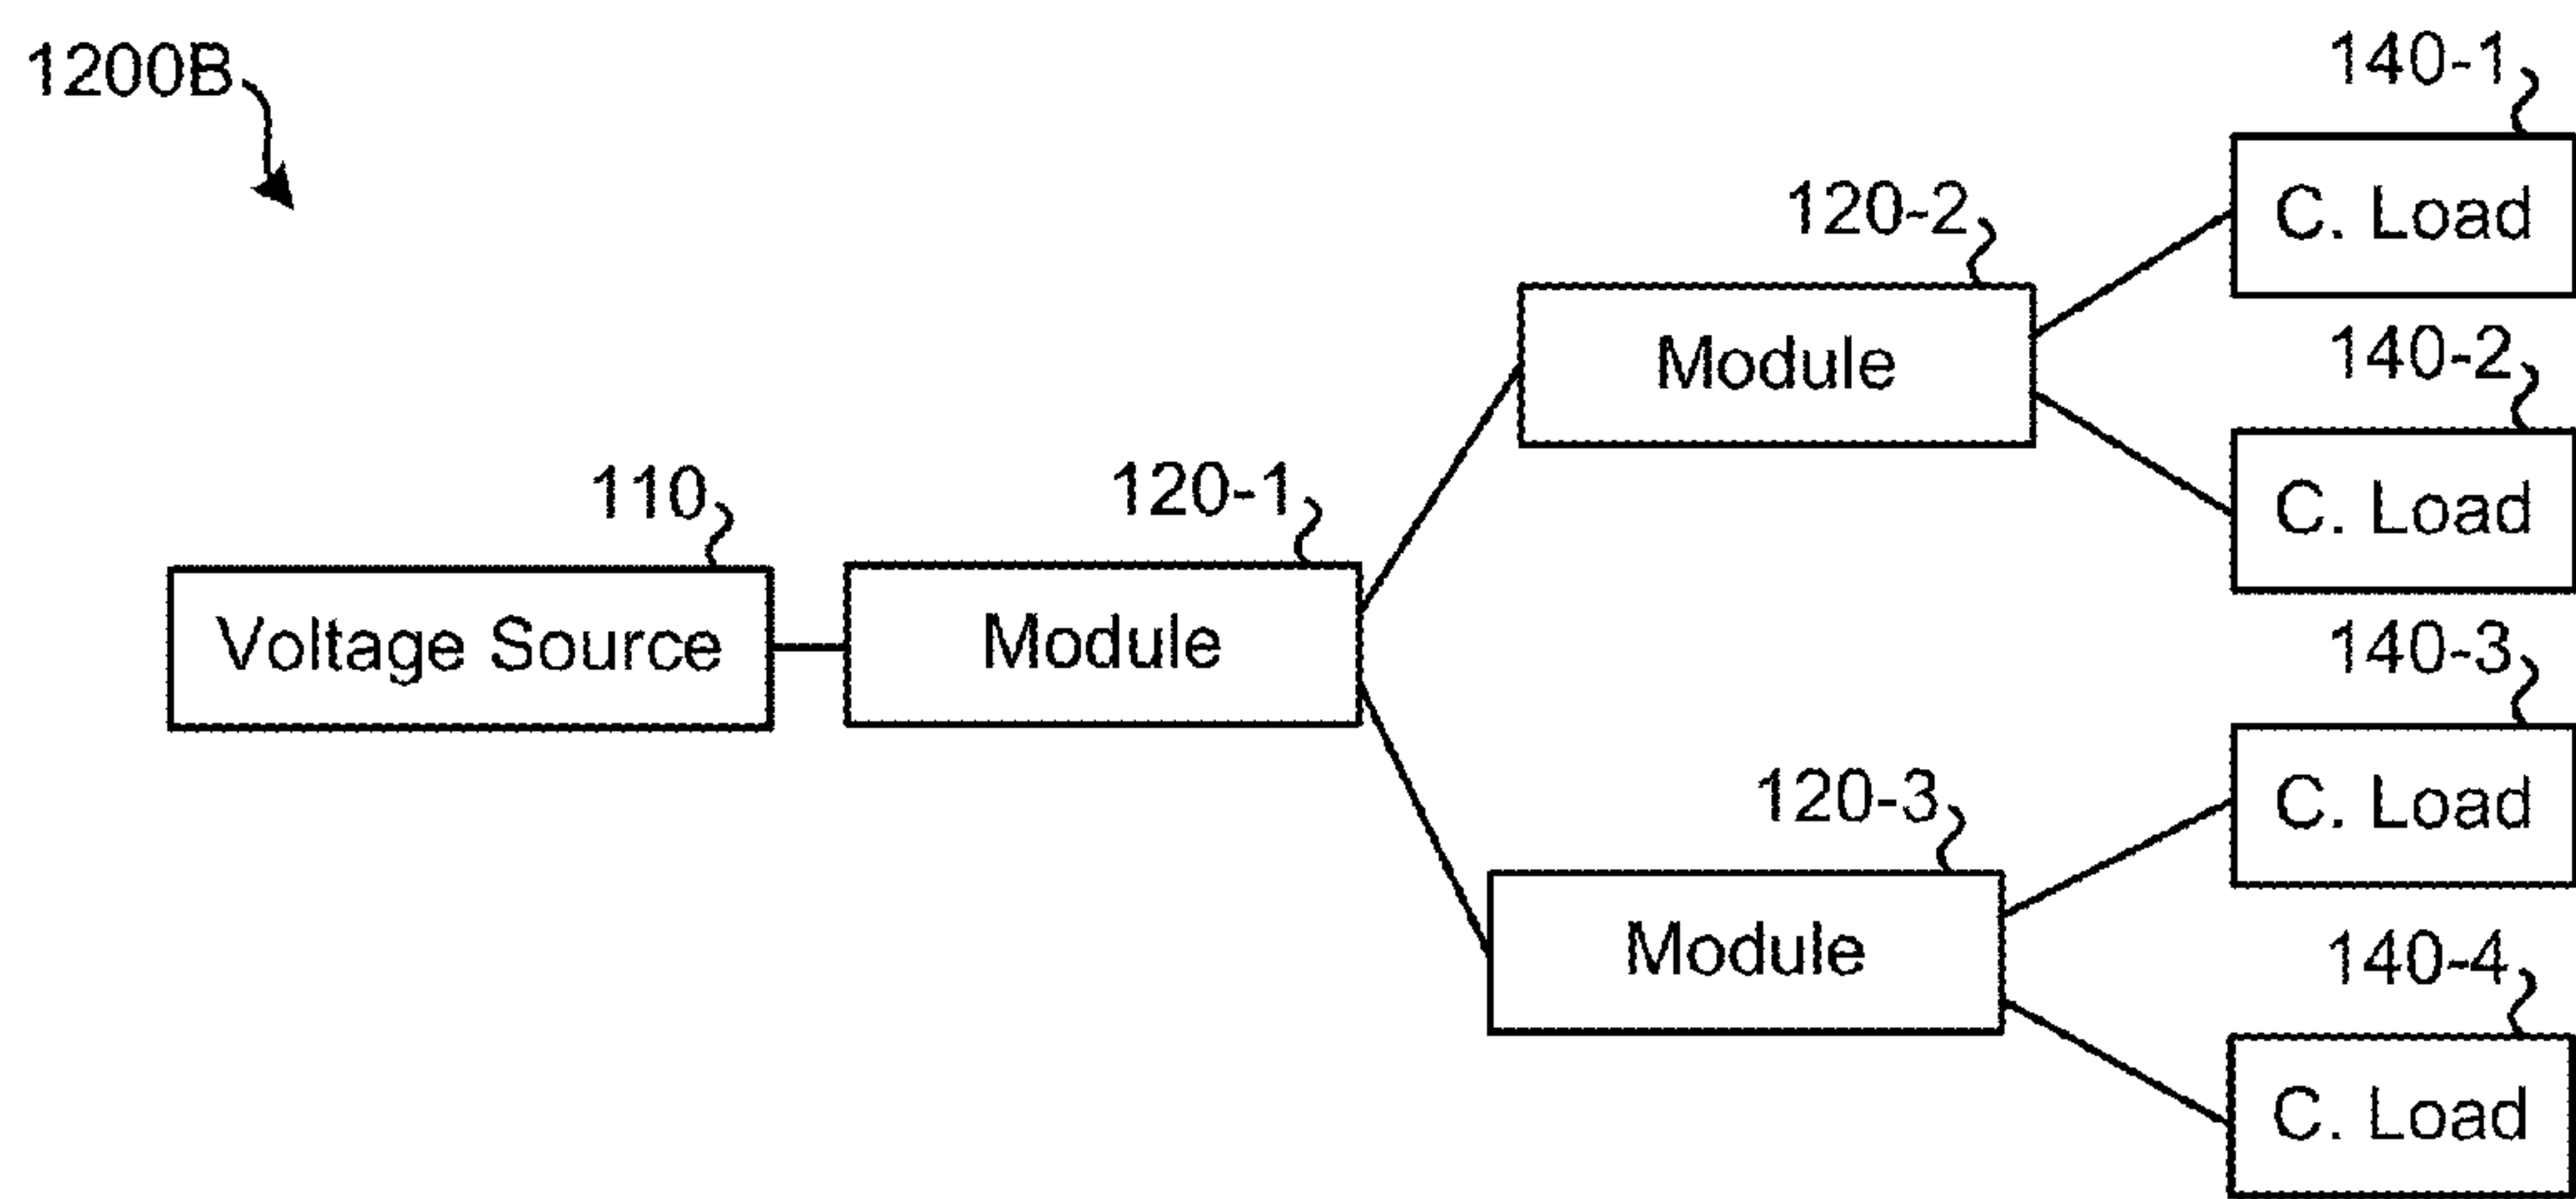 1200B
140-1
C. Load
120-2
Module
140-2
C. Load
110
Voltage Source
120-1
Module
140-3
C. Load
120-3
Module
140-4
C. Load